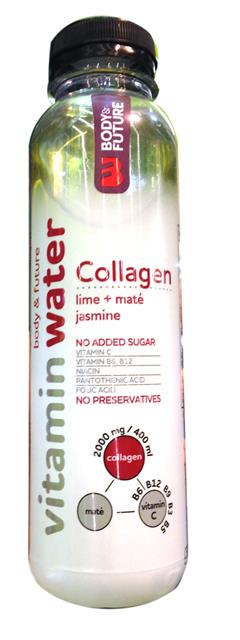 BODY&
FUTURE
body & future
vitamin water
Collagen
lime + maté
jasmine
NO ADDED SUGAR
VITAMIN C
VITAMIN B6, B12
NIACIN
PANTOTHENIC ACID
FOLIC ACID
NO PRESERVATIVES
2000 mg / 400 ml
collagen
B6 B12 B9 B3 B5
maté
vitamin C